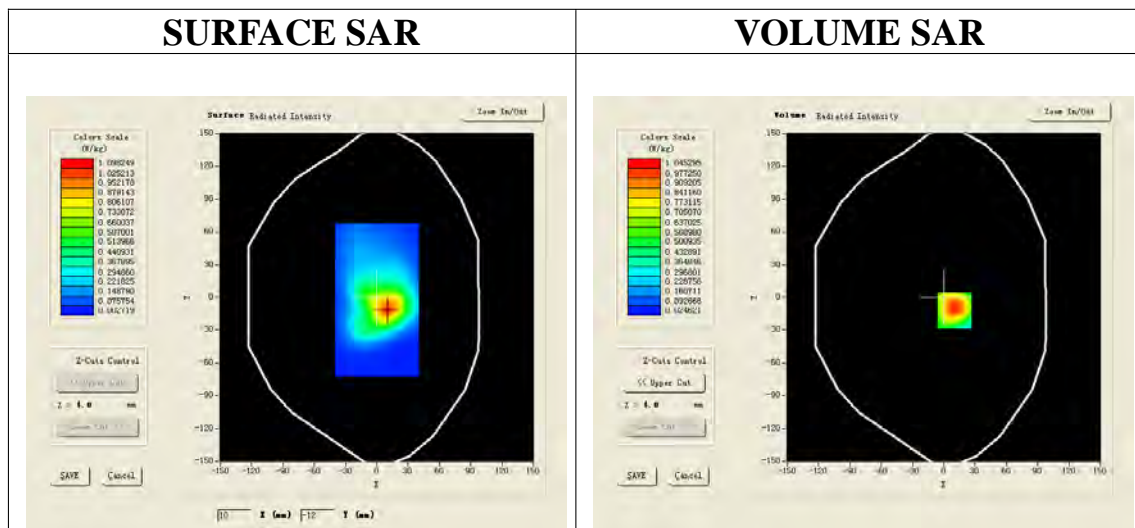 SURFACE SAR
VOLUME SAR
Surface Radiated Intensity
Zoom In/Out
Colors Scale
(W/kg)
1.098249
1.025213
0.952178
0.879143
0.806107
0.733072
0.660037
0.587001
0.513966
0.440931
0.367895
0.294860
0.221825
0.148790
0.075754
0.002719
150
120
90
60
30
0
-30
-60
-90
-120
-150
-150 -120 -90 -60 -30 0 30 60 90 120 150
Z-Cuts Control
<< Upper Cut
Z = 4.0 mm
SAVE
Cancel
10 X (mm) -12 Y (mm)
Volume Radiated Intensity
Zoom In/Out
Colors Scale
(W/kg)
1.045295
0.977250
0.909205
0.841160
0.773115
0.705070
0.637025
0.568980
0.500935
0.432891
0.364846
0.296801
0.228756
0.160711
0.092666
0.024621
150
120
90
60
30
0
-30
-60
-90
-120
-150
-150 -120 -90 -60 -30 0 30 60 90 120 150
Z-Cuts Control
<< Upper Cut
Z = 4.0 mm
SAVE
Cancel